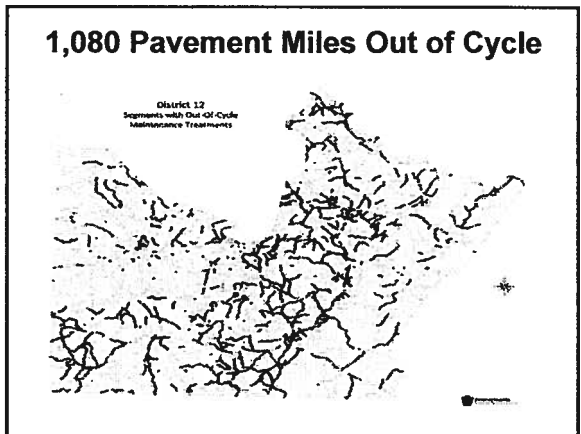 1,080 Pavement Miles Out of Cycle
District 12
Segments with Out-Of-Cycle
Maintenance Treatments